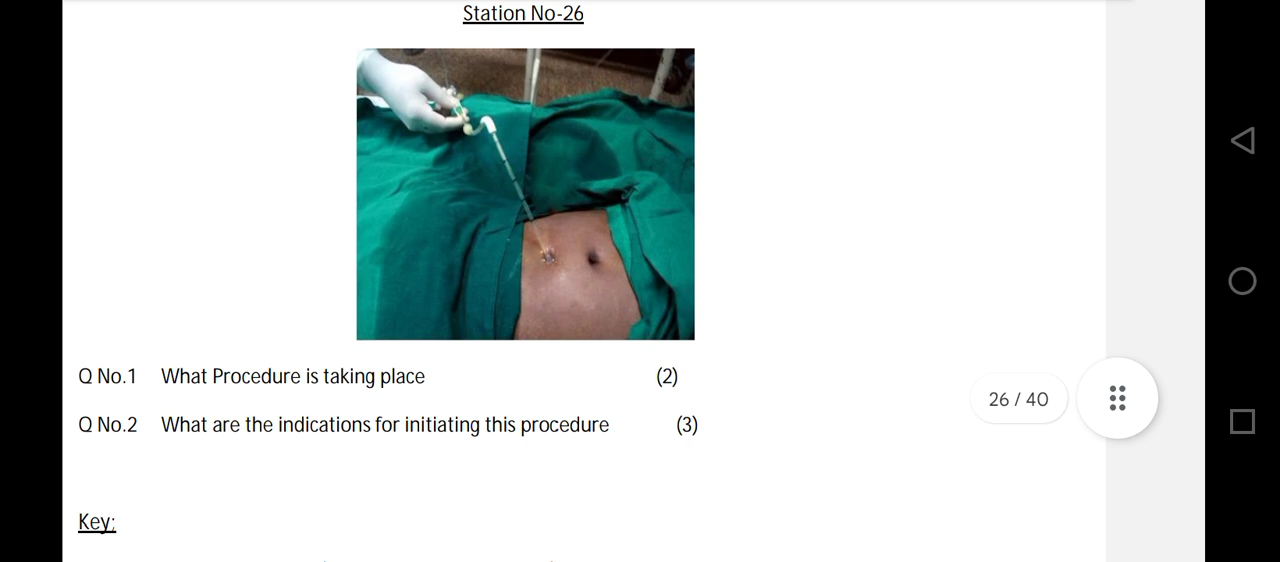 Station No-26
Q No.1 What Procedure is taking place (2)
Q No.2 What are the indications for initiating this procedure (3)
26 / 40
Key;